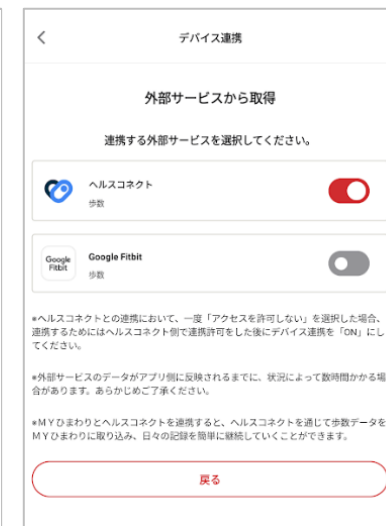 デバイス連携
外部サービスから取得
連携する外部サービスを選択してください。
ヘルスコネクト
歩数
Google
Fitbit
Google Fitbit
歩数
※ヘルスコネクトとの連携において、一度「アクセスを許可しない」を選択した場合、
連携するためにはヘルスコネクト側で連携許可をした後にデバイス連携を「ON」にし
てください。
※外部サービスのデータがアプリ側に反映されるまでに、状況によって数時間かかる場
合があります。あらかじめご了承ください。
※ＭＹひまわりとヘルスコネクトを連携すると、ヘルスコネクトを通じて歩数データを
ＭＹひまわりに取り込み、日々の記録を簡単に継続していくことができます。
戻る